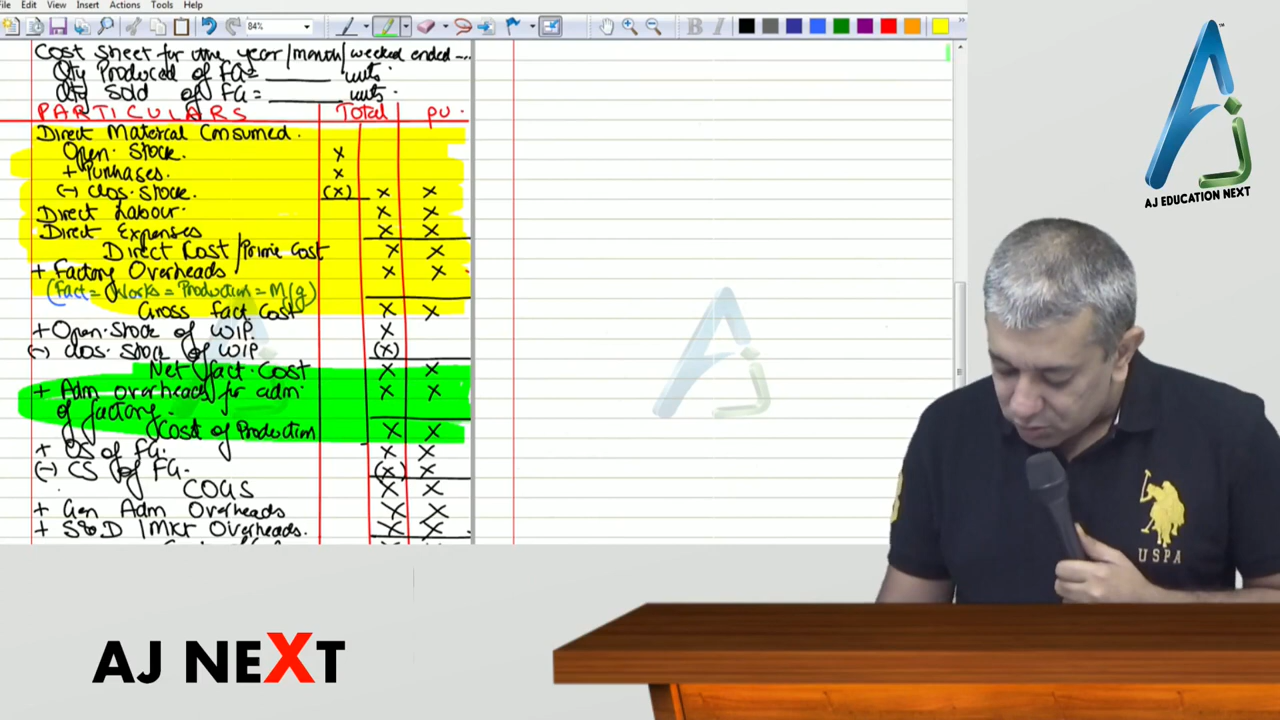 File Edit View Insert Actions Tools Help
84%
B I
Cost sheet for the year/month/weeked ended -...
Qty Produced of FG = ______ units.
Qty Sold of FG = ______ units.
PARTICULARS Total pu.
Direct Material Consumed.
Open. Stock. x
+ Purchases. x
(-) Clos. Stock. (x) x x
Direct Labour. x x
Direct Expenses x x
Direct Cost/Prime Cost x x
+ Factory Overheads x x
(Fact = Works = Production = Mfg)
Gross fact Cost x x
+ Open. Stock of WIP. x
(-) Clos. Stock of WIP (x)
Net fact. Cost x x
+ Adm overheads for adm x x
of factory.
Cost of Production x x
+ OS of FG. x x
(-) CS of FG. (x) x
COGS x x
+ Gen Adm Overheads x x
+ S&D /Mkt Overheads. x x
AJ EDUCATION NEXT
USPA
AJ NEXT